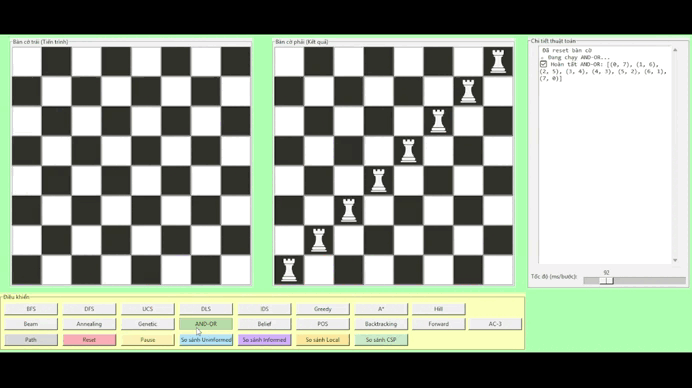 Bàn cờ trái (Tiến trình)
Bàn cờ phải (Kết quả)
Chi tiết thuật toán
Đã reset bàn cờ
Đang chạy AND-OR...
Hoàn tất AND-OR: [(0, 7), (1, 6),
(2, 5), (3, 4), (4, 3), (5, 2), (6, 1),
(7, 0)]
Tốc độ (ms/bước):
92
Điều khiển
BFS
DFS
UCS
DLS
IDS
Greedy
A*
Hill
Beam
Annealing
Genetic
AND-OR
Belief
POS
Backtracking
Forward
AC-3
Path
Reset
Pause
So sánh Uninformed
So sánh Informed
So sánh Local
So sánh CSP